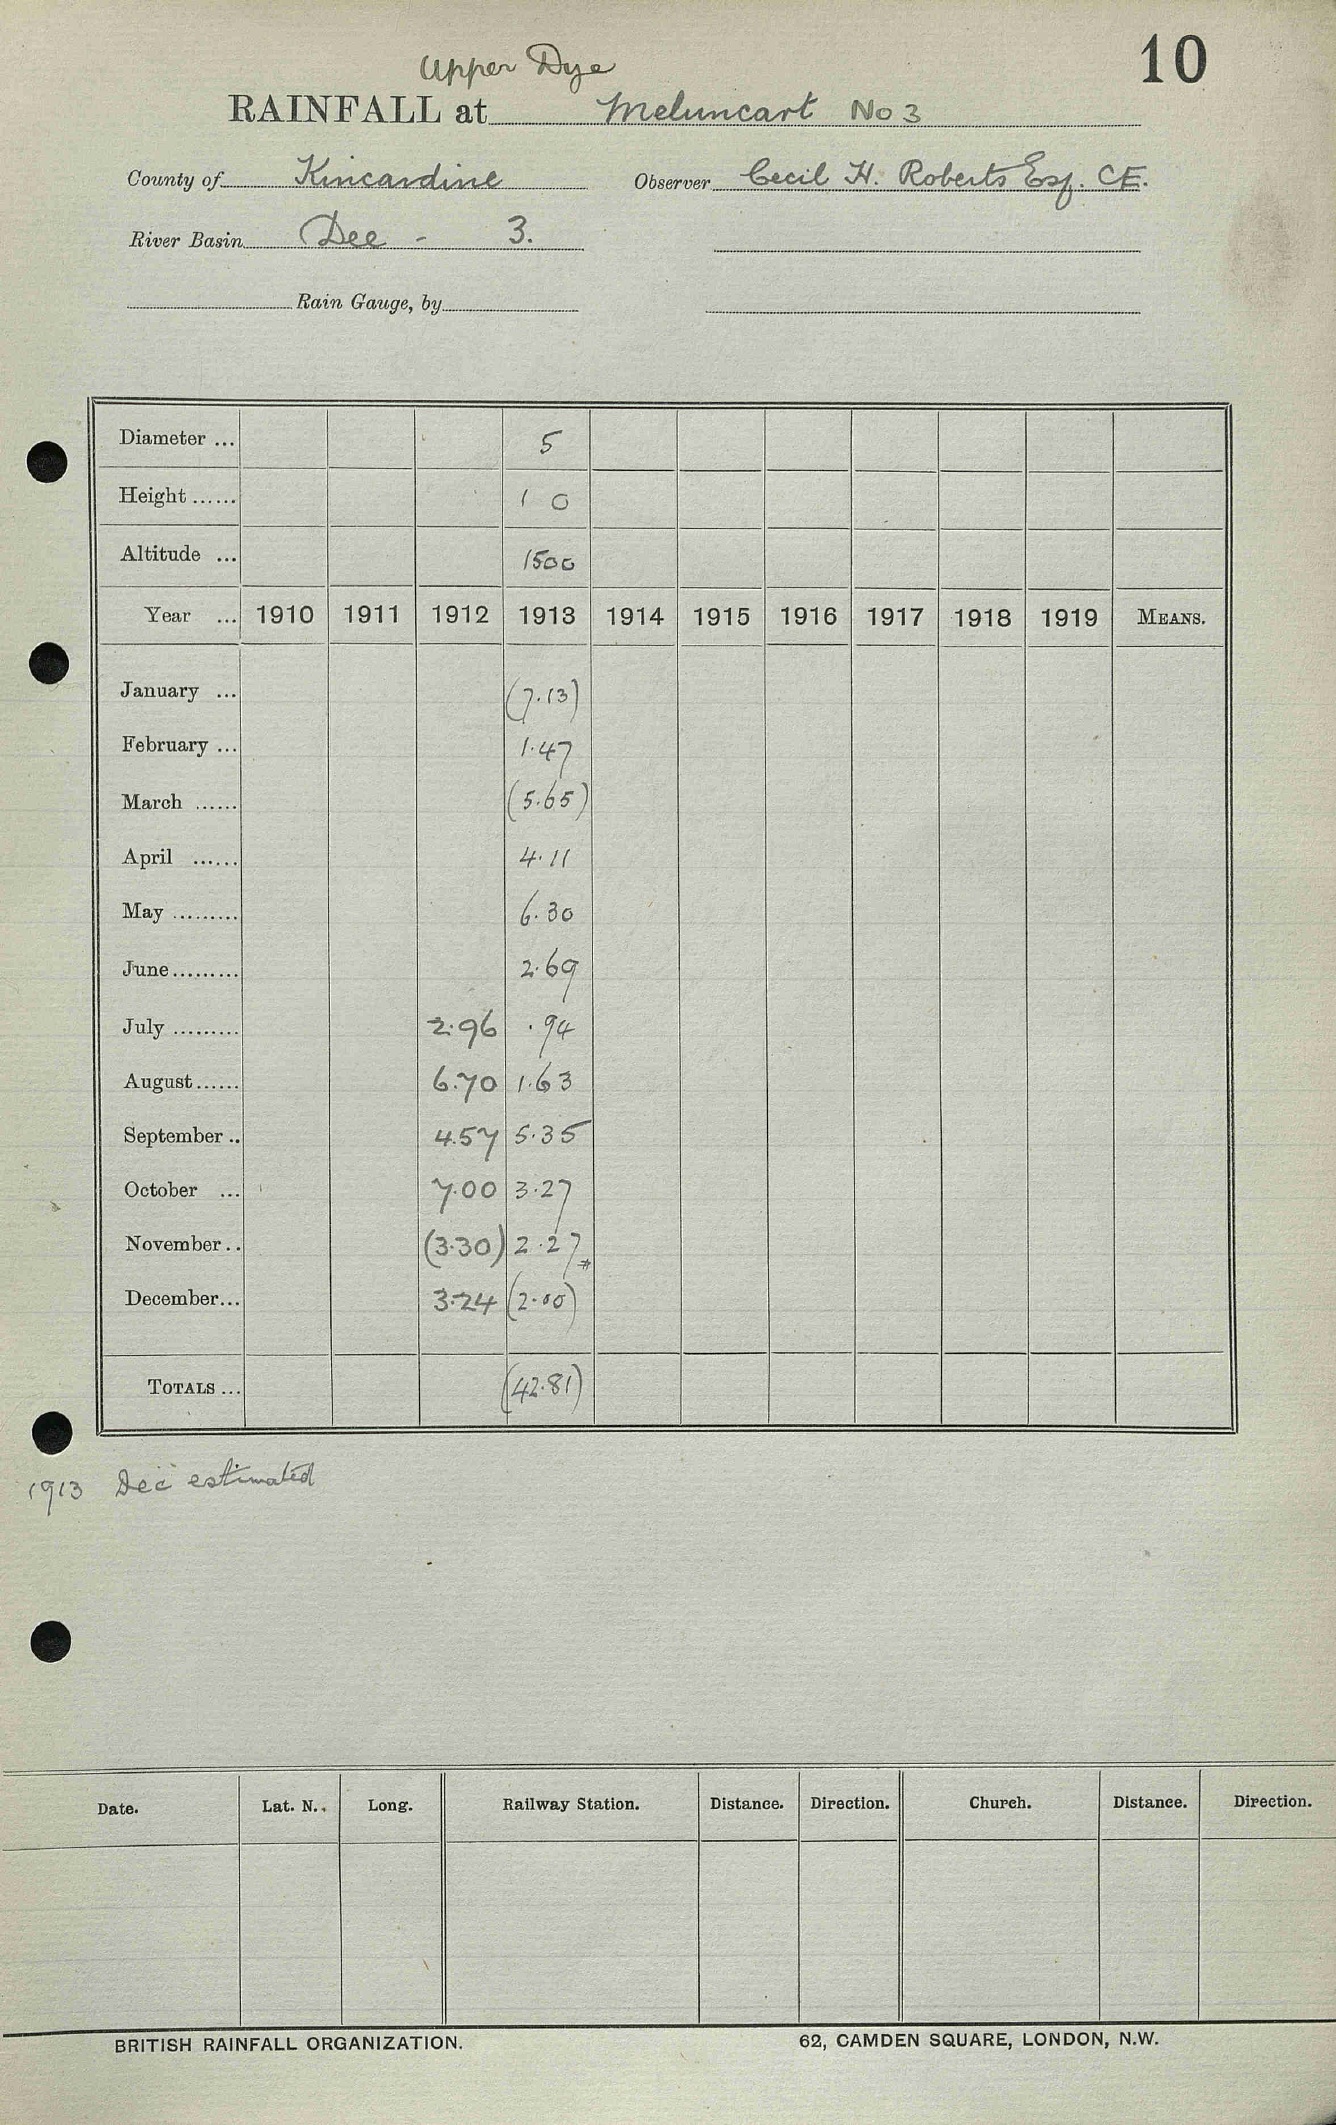 10
Upper Dye
RAINFALL at Meluncart No 3
County of Kincardine Observer Cecil H. Roberts Esq. C.E.
River Basin Dee - 3.
Rain Gauge, by
Diameter ... 5
Height ...... 1 0
Altitude ... 1500
Year ... 1910 1911 1912 1913 1914 1915 1916 1917 1918 1919 MEANS.
January ... (7.13)
February ... 1.47
March ...... (5.65)
April ...... 4.11
May ......... 6.30
June ......... 2.69
July ......... 2.96 .94
August ...... 6.70 1.63
September .. 4.57 5.35
October ... 7.00 3.27
November .. (3.30) 2.27 #
December ... 3.24 (2.00)
TOTALS ... (42.81)
1913 Dec estimated
Date. Lat. N. Long. Railway Station. Distance. Direction. Church. Distance. Direction.
BRITISH RAINFALL ORGANIZATION. 62, CAMDEN SQUARE, LONDON, N.W.